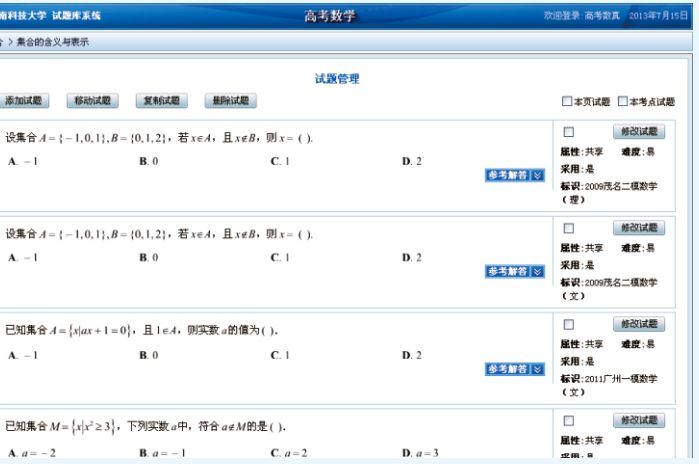 南科技大学 试题库系统 高考数学 欢迎登录:高考数真 2013年7月15日
> 集合的含义与表示
试题管理
添加试题 移动试题 复制试题 删除试题 本页试题 本考点试题
设集合 A = {－1,0,1},B = {0,1,2}，若 x∈A，且 x∉B，则 x = ( ).
A. －1 B. 0 C. 1 D. 2
参考解答
修改试题
属性:共享 难度:易
采用:是
标识:2009茂名二模数学
(理)
设集合 A = {－1,0,1},B = {0,1,2}，若 x∈A，且 x∉B，则 x = ( ).
A. －1 B. 0 C. 1 D. 2
参考解答
修改试题
属性:共享 难度:易
采用:是
标识:2009茂名二模数学
(文)
已知集合 A = {x|ax + 1 = 0}，且 1∈A，则实数 a的值为( )．
A. －1 B. 0 C. 1 D. 2
参考解答
修改试题
属性:共享 难度:易
采用:是
标识:2011广州一模数学
(文)
已知集合 M = {x|x² ≥ 3}，下列实数 a中，符合 a∉M的是( )．
A. a = －2 B. a = －1 C. a = 2 D. a = 3
修改试题
属性:共享 难度:易
采用:是